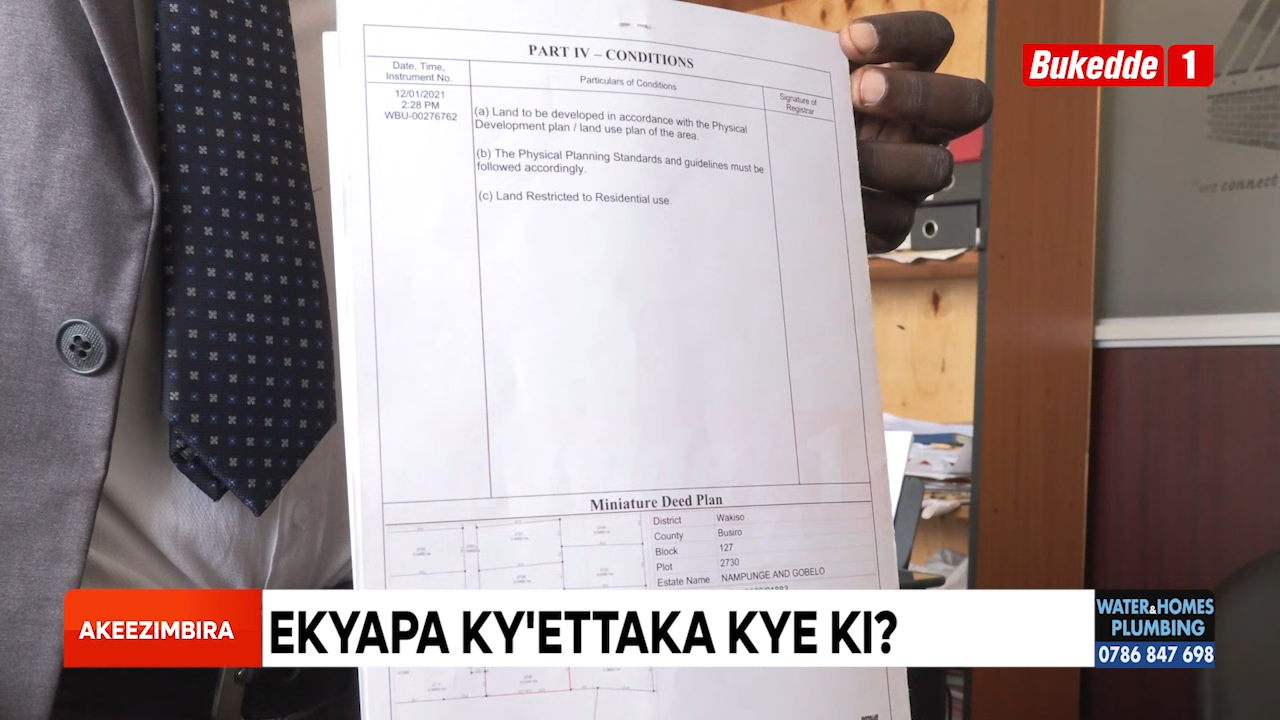 PART IV – CONDITIONS
Date, Time,
Instrument No.
Particulars of Conditions
Signature of
Registrar
12/01/2021
2:28 PM
WBU-00276762
(a) Land to be developed in accordance with the Physical
Development plan / land use plan of the area.
(b) The Physical Planning Standards and guidelines must be
followed accordingly.
(c) Land Restricted to Residential use.
Miniature Deed Plan
District Wakiso
County Busiro
Block 127
Plot 2730
Estate Name NAMPUNGE AND GOBELO
Bukedde 1
"we connect
AKEEZIMBIRA
EKYAPA KY'ETTAKA KYE KI?
WATER&HOMES
PLUMBING
0786 847 698